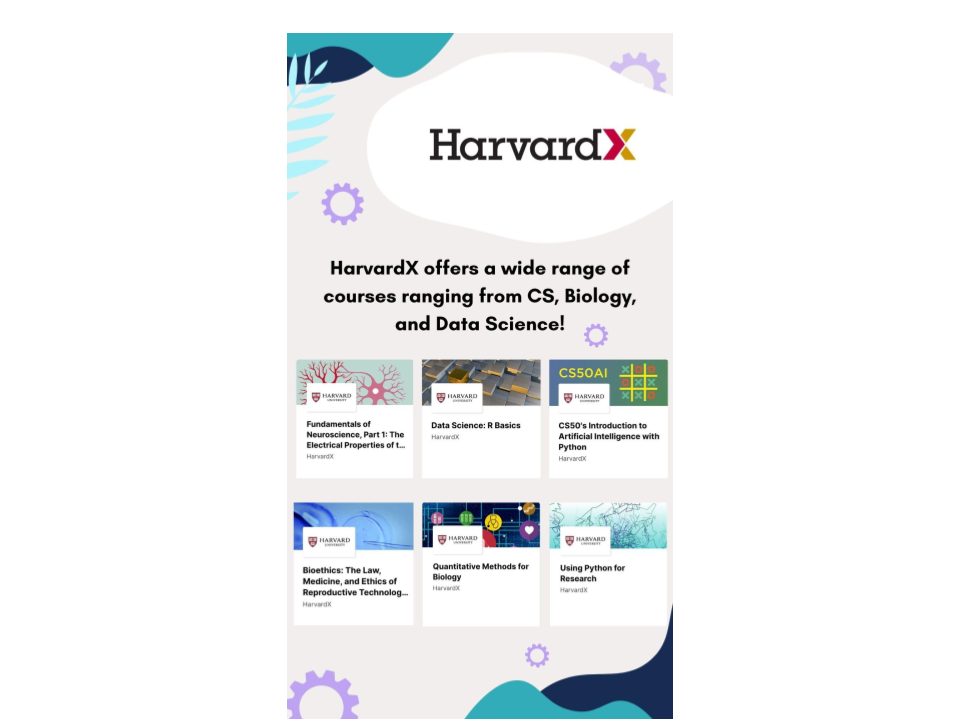 HarvardX
HarvardX offers a wide range of
courses ranging from CS, Biology,
and Data Science!
HARVARD
UNIVERSITY
Fundamentals of
Neuroscience, Part 1: The
Electrical Properties of t...
HarvardX
HARVARD
UNIVERSITY
Data Science: R Basics
HarvardX
CS50AI
HARVARD
UNIVERSITY
CS50's Introduction to
Artificial Intelligence with
Python
HarvardX
HARVARD
UNIVERSITY
Bioethics: The Law,
Medicine, and Ethics of
Reproductive Technolog...
HarvardX
HARVARD
UNIVERSITY
Quantitative Methods for
Biology
HarvardX
HARVARD
UNIVERSITY
Using Python for
Research
HarvardX